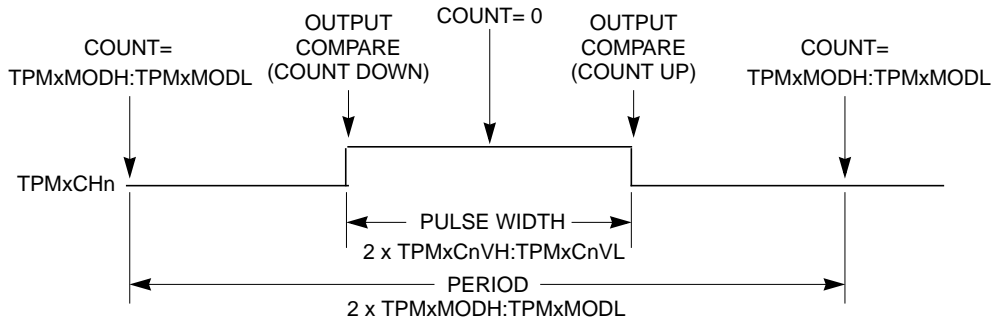 COUNT=
TPMxMODH:TPMxMODL
OUTPUT
COMPARE
(COUNT DOWN)
COUNT= 0
OUTPUT
COMPARE
(COUNT UP)
COUNT=
TPMxMODH:TPMxMODL
TPMxCHn
PULSE WIDTH
2 x TPMxCnVH:TPMxCnVL
PERIOD
2 x TPMxMODH:TPMxMODL